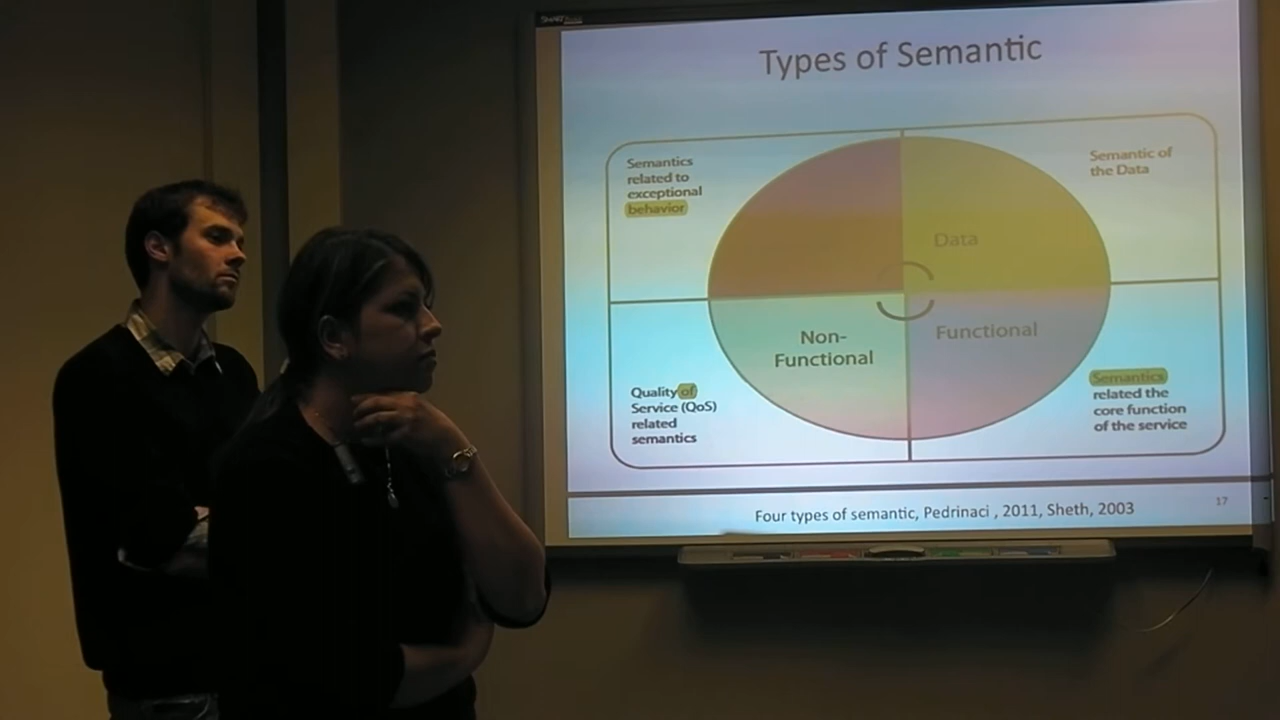 SMART
Types of Semantic
Semantics
related to
exceptional
behavior
Semantic of
the Data
Data
Non-
Functional
Functional
Quality of
Service (QoS)
related
semantics
Semantics
related the
core function
of the service
17
Four types of semantic, Pedrinaci , 2011, Sheth, 2003